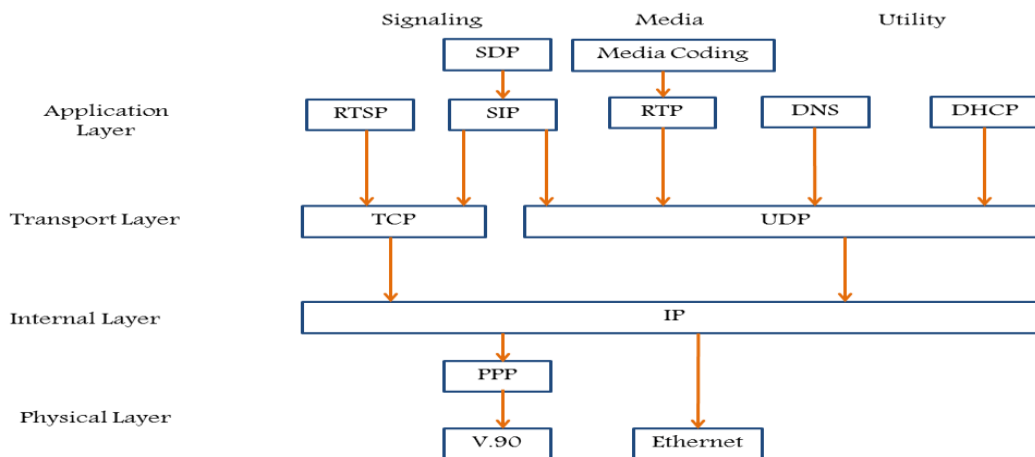 Signaling Media Utility
SDP Media Coding
Application
Layer
RTSP SIP RTP DNS DHCP
Transport Layer TCP UDP
Internal Layer IP
PPP
Physical Layer
V.90 Ethernet